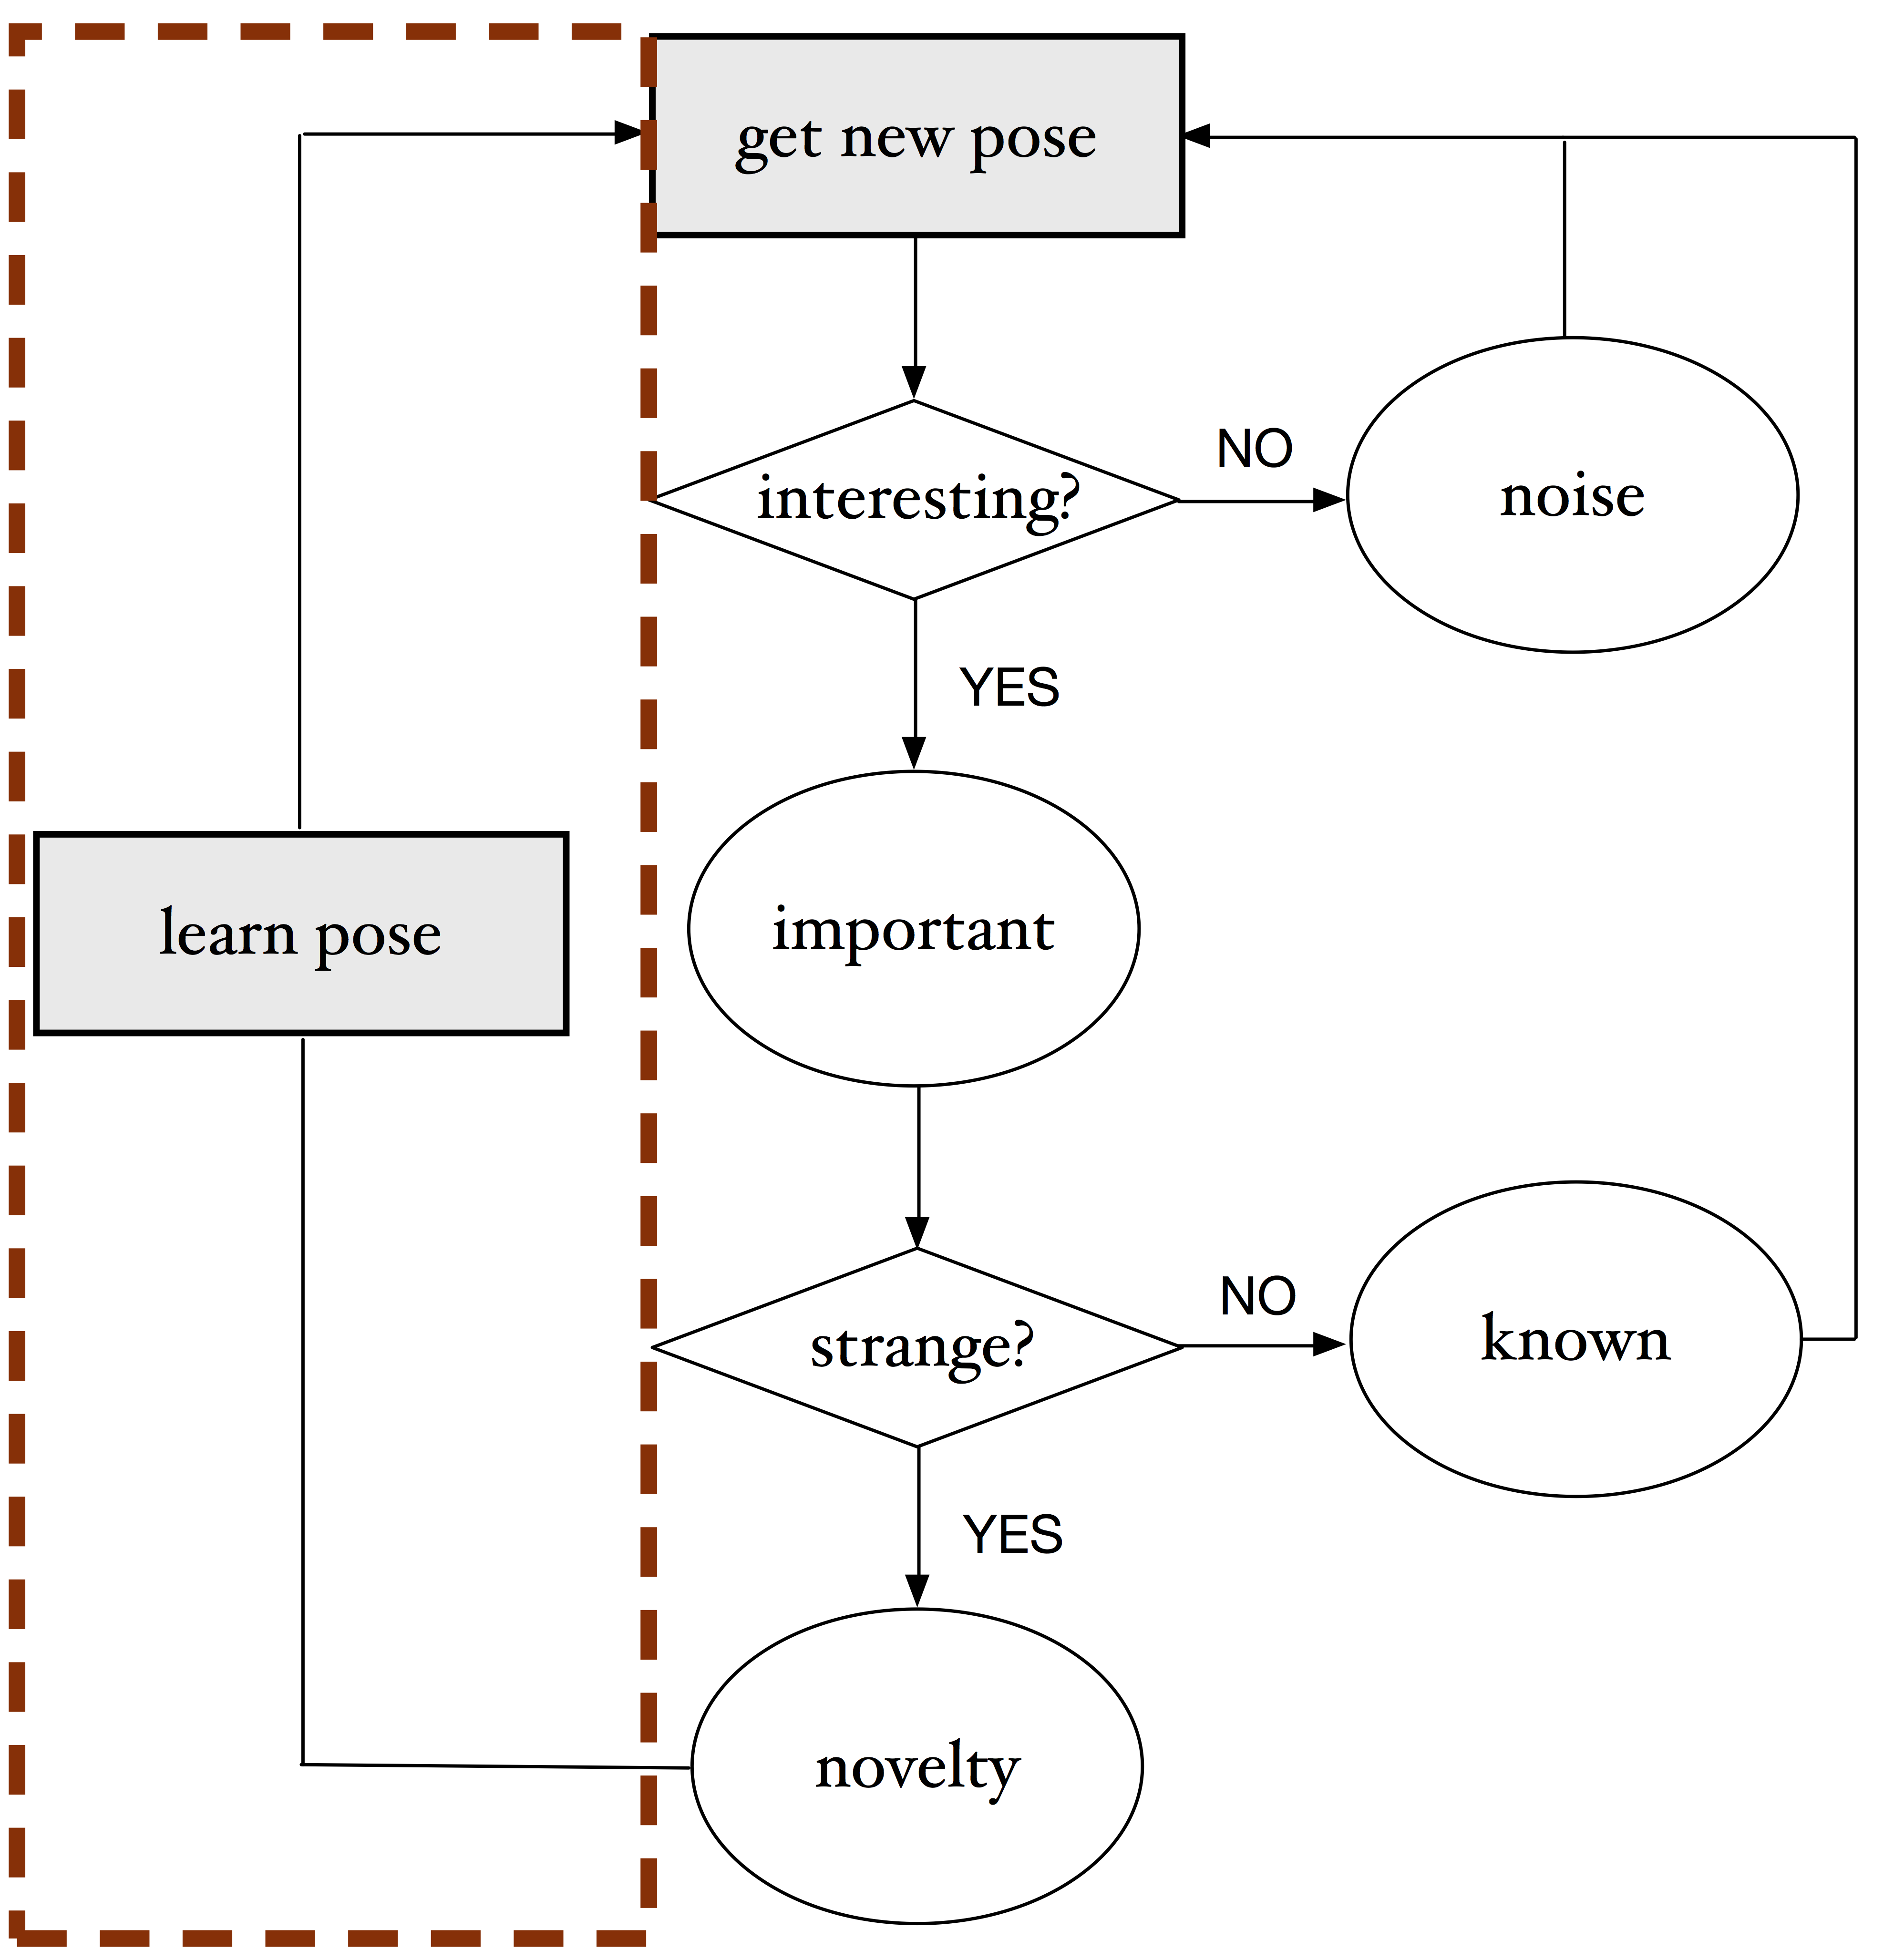 get new pose
interesting?
NO
noise
YES
learn pose
important
strange?
NO
known
YES
novelty